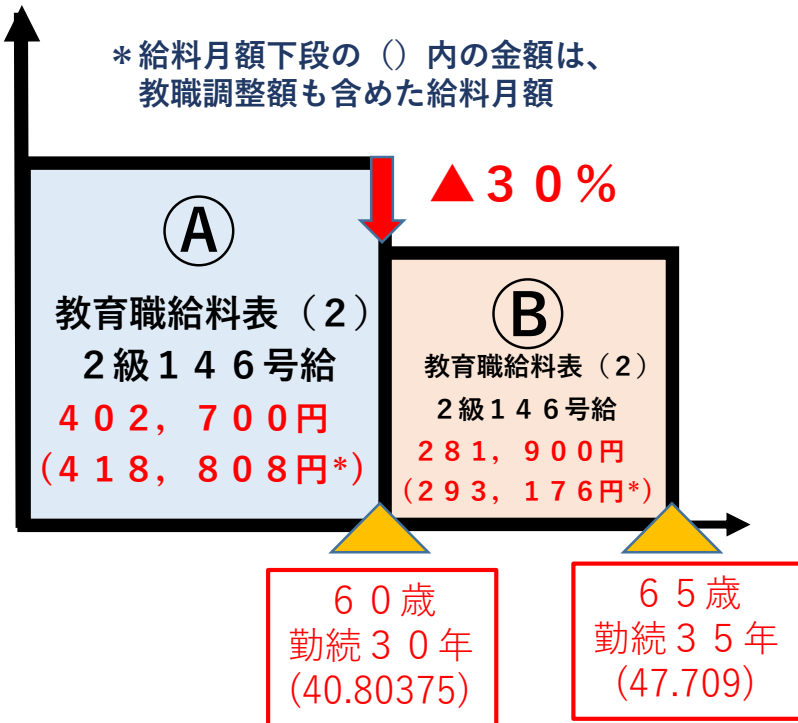 ＊給料月額下段の（）内の金額は、
教職調整額も含めた給料月額
▲３０％
Ⓐ
教育職給料表（２）
２級１４６号給
４０２，７００円
（４１８，８０８円*）
Ⓑ
教育職給料表（２）
２級１４６号給
２８１，９００円
（２９３，１７６円*）
６０歳
勤続３０年
(40.80375)
６５歳
勤続３５年
(47.709)